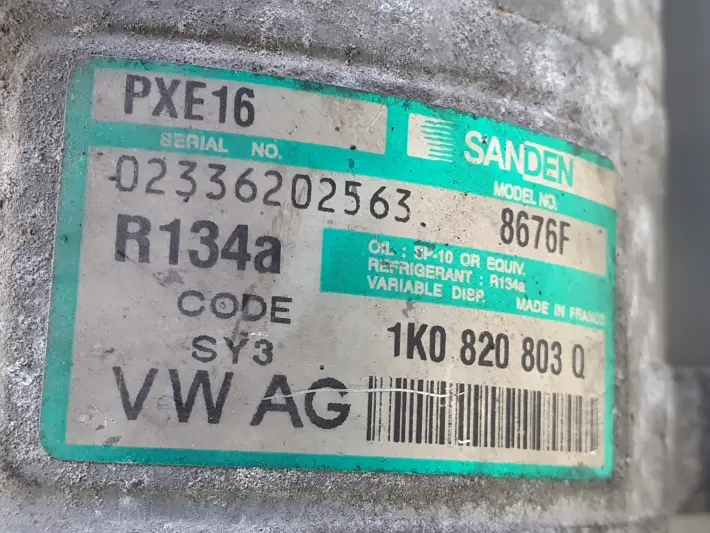 PXE16
SANDEN
SERIAL NO.
MODEL NO.
02336202563
8676F
R134a
OIL : SP-10 OR EQUIV.
REFRIGERANT : R134a
VARIABLE DISP.
MADE IN FRANCE
CODE
SY3
1K0 820 803 Q
VW AG